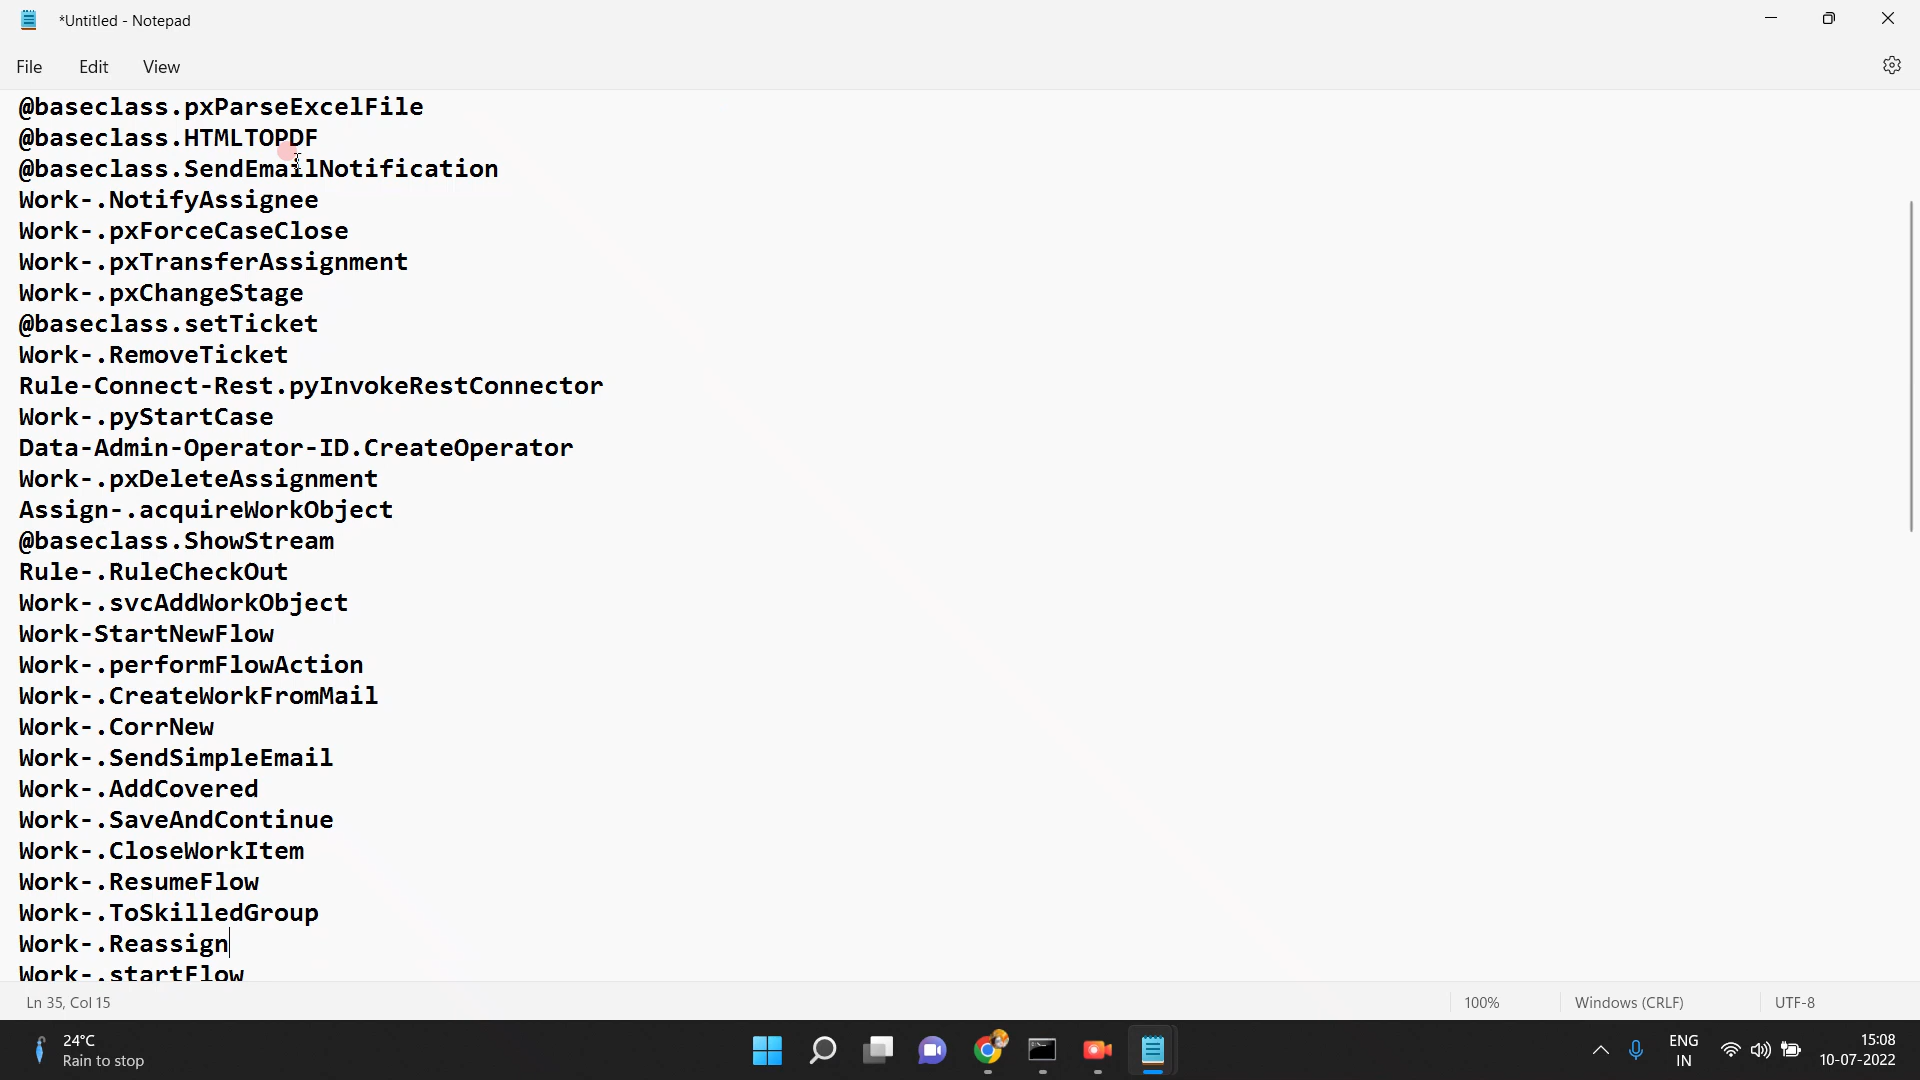 *Untitled - Notepad
File Edit View
@baseclass.pxParseExcelFile
@baseclass.HTMLTOPDF
@baseclass.SendEmailNotification
Work-.NotifyAssignee
Work-.pxForceCaseClose
Work-.pxTransferAssignment
Work-.pxChangeStage
@baseclass.setTicket
Work-.RemoveTicket
Rule-Connect-Rest.pyInvokeRestConnector
Work-.pyStartCase
Data-Admin-Operator-ID.CreateOperator
Work-.pxDeleteAssignment
Assign-.acquireWorkObject
@baseclass.ShowStream
Rule-.RuleCheckOut
Work-.svcAddWorkObject
Work-StartNewFlow
Work-.performFlowAction
Work-.CreateWorkFromMail
Work-.CorrNew
Work-.SendSimpleEmail
Work-.AddCovered
Work-.SaveAndContinue
Work-.CloseWorkItem
Work-.ResumeFlow
Work-.ToSkilledGroup
Work-.Reassign
Work-.startFlow
Ln 35, Col 15 100% Windows (CRLF) UTF-8
24°C
Rain to stop
ENG
IN
15:08
10-07-2022